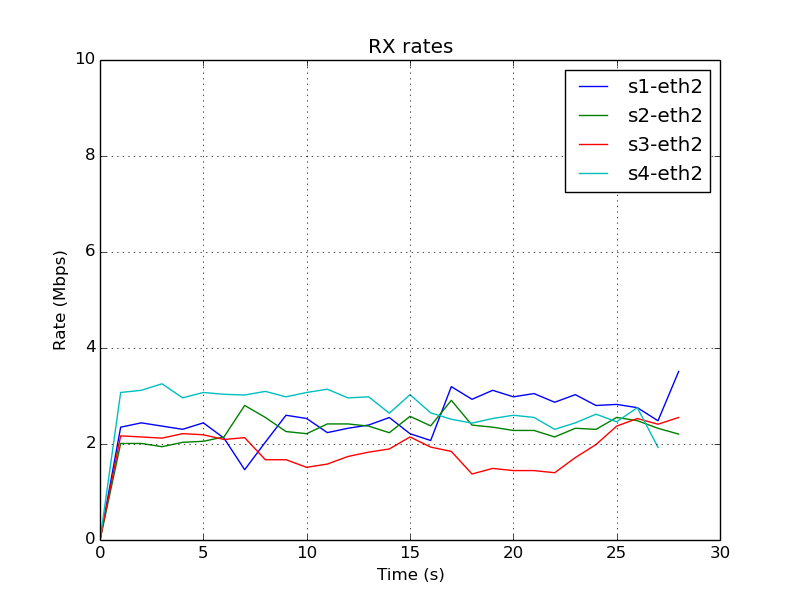 RX rates
10
8
6
4
2
0
Rate (Mbps)
s1-eth2
s2-eth2
s3-eth2
s4-eth2
0 5 10 15 20 25 30
Time (s)